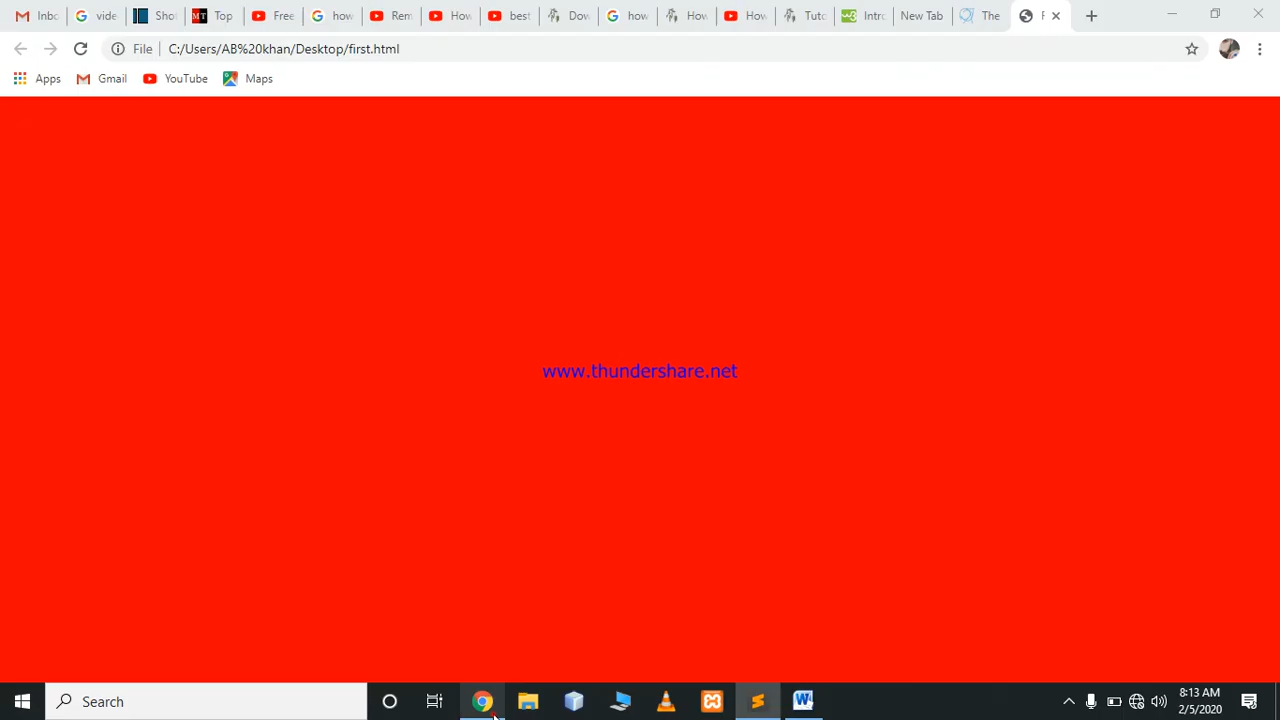 Inbo
vide
Sho
MT Top
Free
how
Rem
How
best
Dow
how
How
How
Tuto
Intro
New Tab
The
File C:/Users/AB%20khan/Desktop/first.html
Apps Gmail YouTube Maps
www.thundershare.net
Search
8:13 AM
2/5/2020